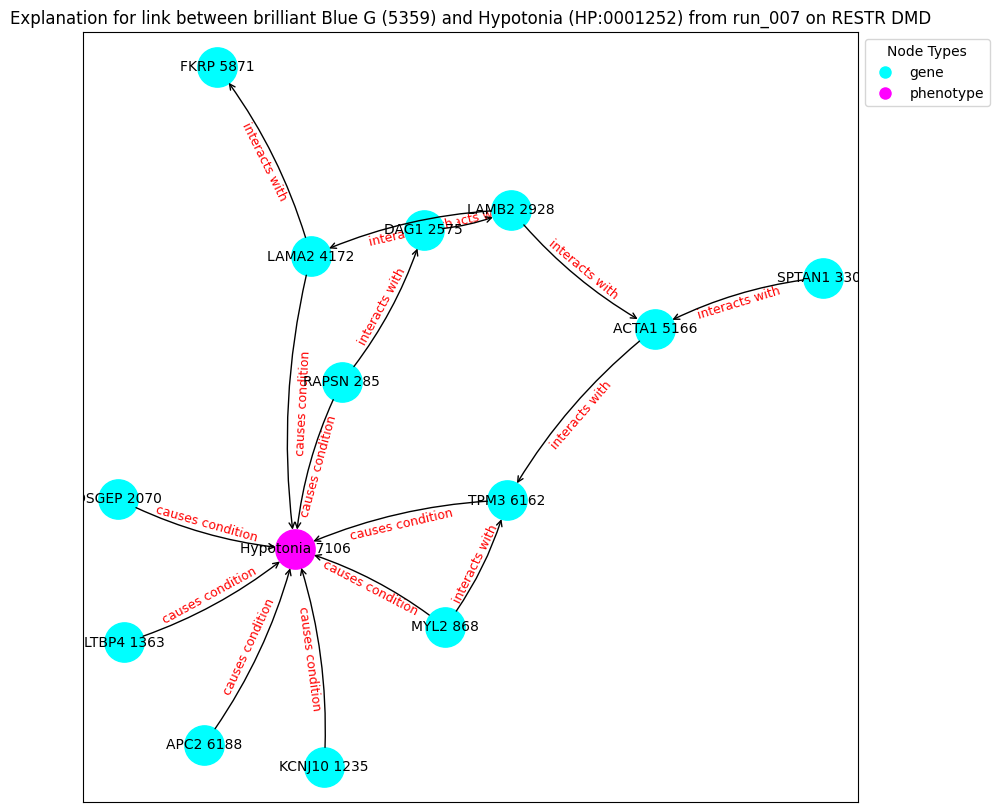 Explanation for link between brilliant Blue G (5359) and Hypotonia (HP:0001252) from run_007 on RESTR DMD
Node Types
gene
phenotype
FKRP 5871
interacts with
LAMB2 2928
DAG1 2575
LAMA2 4172
interacts with
SPTAN1 330
interacts with
interacts with
ACTA1 5166
RAPSN 285
causes condition
interacts with
causes condition
TPM3 6162
2070
causes condition
causes condition
Hypotonia 7106
interacts with
causes condition
causes condition
MYL2 868
LTBP4 1363
causes condition
causes condition
APC2 6188
KCNJ10 1235